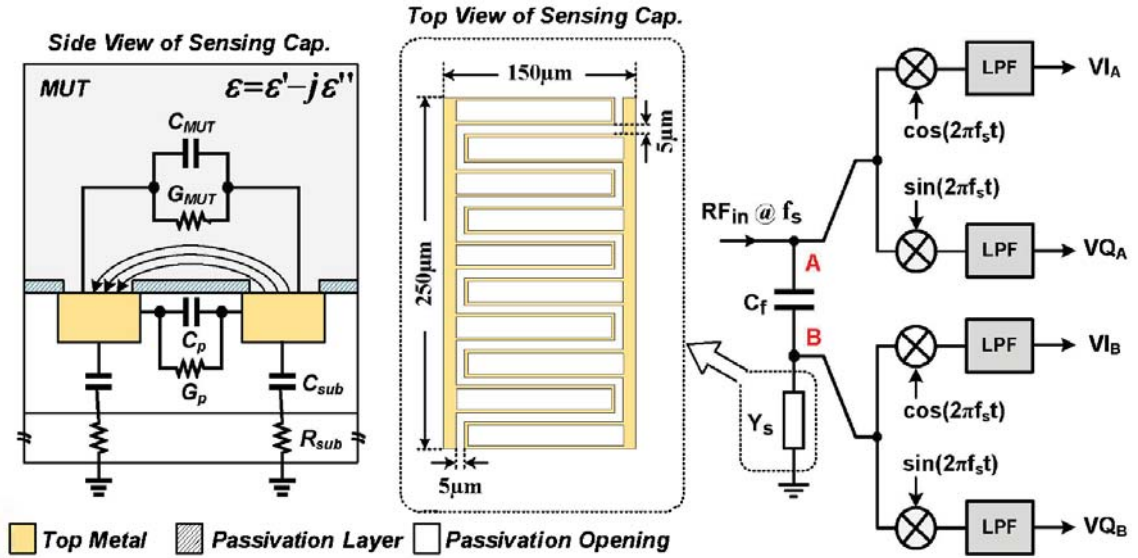 Side View of Sensing Cap.
MUT
ε=ε'−jε''
C_MUT
G_MUT
C_p
G_p
C_sub
R_sub
Top View of Sensing Cap.
150μm
250μm
5μm
5μm
RF_in @ f_s
A
C_f
B
Y_s
LPF
VI_A
cos(2πf_st)
sin(2πf_st)
LPF
VQ_A
LPF
VI_B
cos(2πf_st)
sin(2πf_st)
LPF
VQ_B
Top Metal
Passivation Layer
Passivation Opening